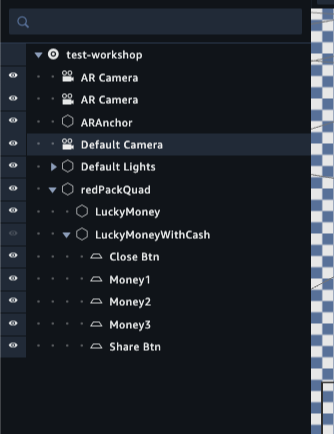 test-workshop
AR Camera
AR Camera
ARAnchor
Default Camera
Default Lights
redPackQuad
LuckyMoney
LuckyMoneyWithCash
Close Btn
Money1
Money2
Money3
Share Btn